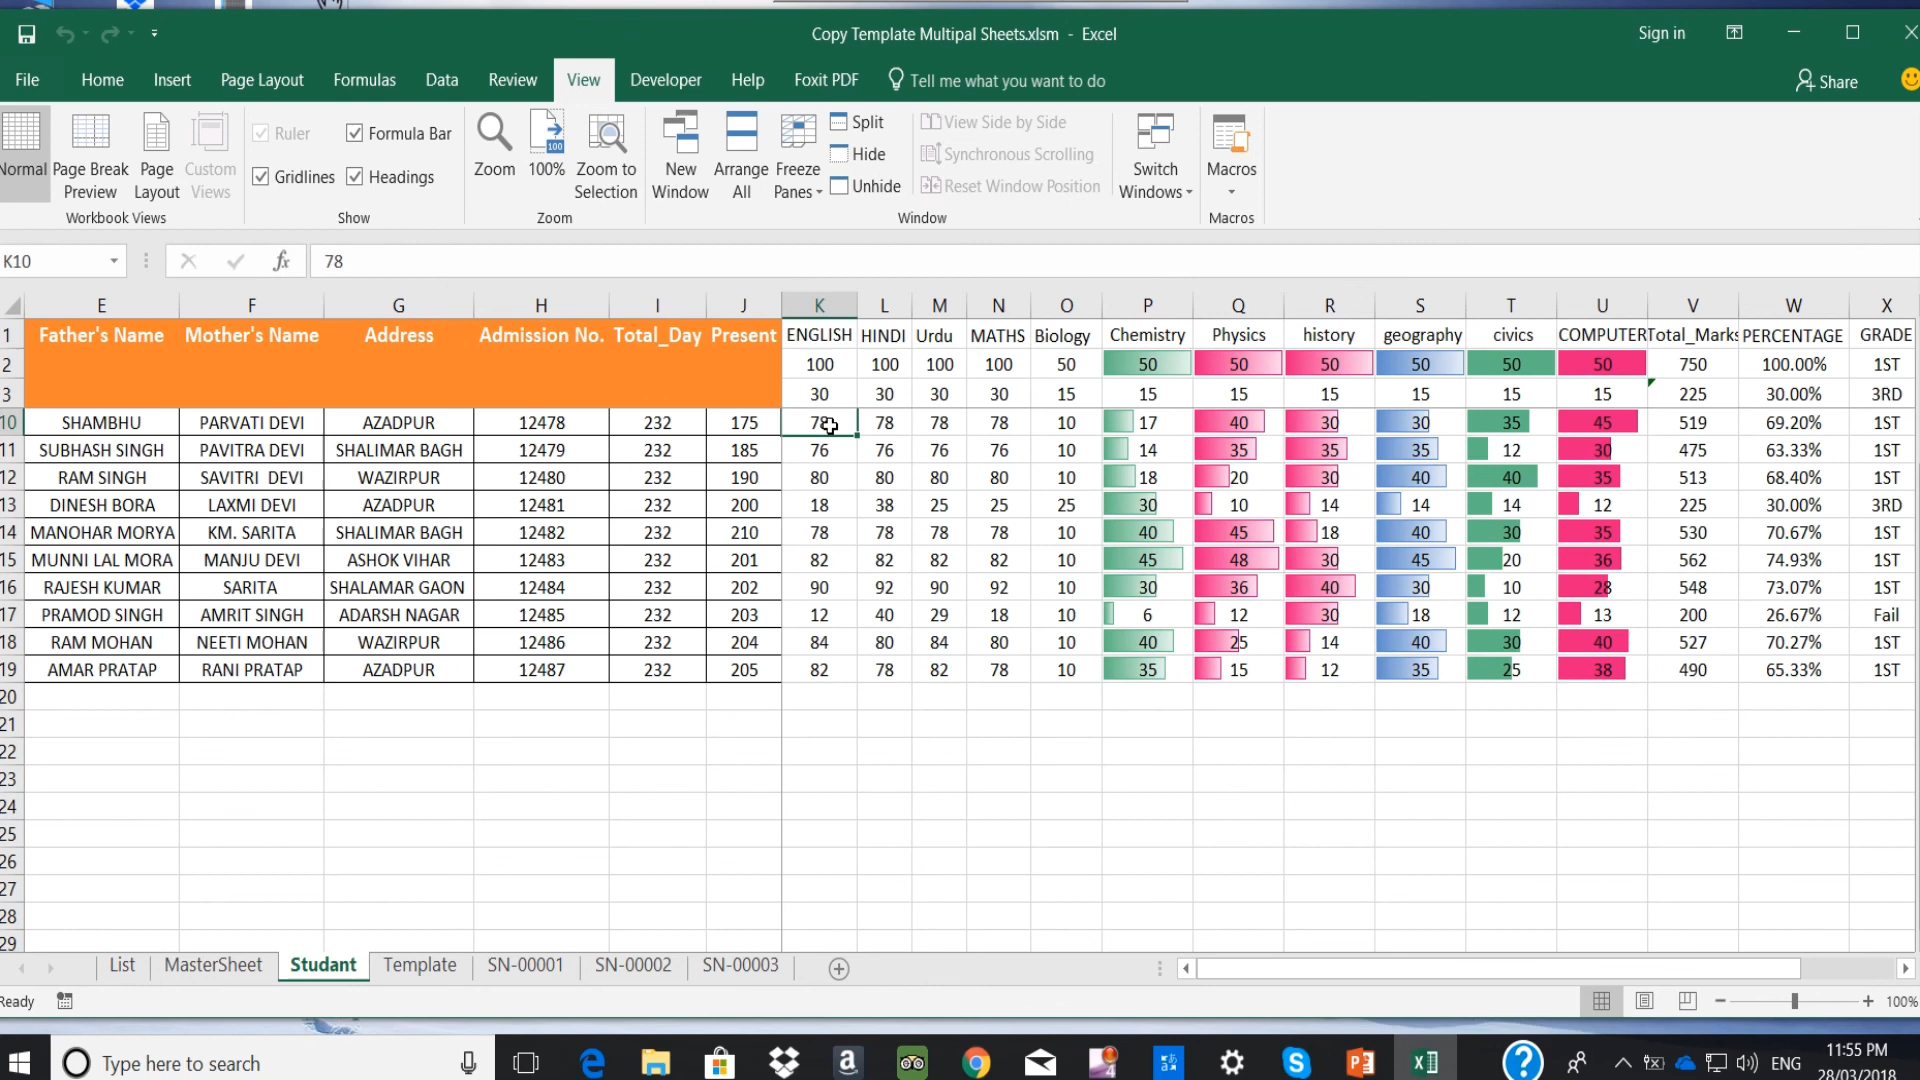 Copy Template Multipal Sheets.xlsm - Excel
Sign in
File Home Insert Page Layout Formulas Data Review View Developer Help Foxit PDF Tell me what you want to do Share
Normal
Page Break Preview
Page Layout
Custom Views
Workbook Views
Ruler Formula Bar
Gridlines Headings
Show
Zoom
100%
Zoom to Selection
Zoom
New Window
Arrange All
Freeze Panes
Split
Hide
Unhide
View Side by Side
Synchronous Scrolling
Reset Window Position
Window
Switch Windows
Macros
Macros
K10 fx 78
E F G H I J K L M N O P Q R S T U V W X
1 Father's Name Mother's Name Address Admission No. Total_Day Present ENGLISH HINDI Urdu MATHS Biology Chemistry Physics history geography civics COMPUTER Total_Marks PERCENTAGE GRADE
2 100 100 100 100 50 50 50 50 50 50 50 750 100.00% 1ST
3 30 30 30 30 15 15 15 15 15 15 15 225 30.00% 3RD
10 SHAMBHU PARVATI DEVI AZADPUR 12478 232 175 78 78 78 78 10 17 40 30 30 35 45 519 69.20% 1ST
11 SUBHASH SINGH PAVITRA DEVI SHALIMAR BAGH 12479 232 185 76 76 76 76 10 14 35 35 35 12 30 475 63.33% 1ST
12 RAM SINGH SAVITRI DEVI WAZIRPUR 12480 232 190 80 80 80 80 10 18 20 30 40 40 35 513 68.40% 1ST
13 DINESH BORA LAXMI DEVI AZADPUR 12481 232 200 18 38 25 25 25 30 10 14 14 14 12 225 30.00% 3RD
14 MANOHAR MORYA KM. SARITA SHALIMAR BAGH 12482 232 210 78 78 78 78 10 40 45 18 40 30 35 530 70.67% 1ST
15 MUNNI LAL MORA MANJU DEVI ASHOK VIHAR 12483 232 201 82 82 82 82 10 45 48 30 45 20 36 562 74.93% 1ST
16 RAJESH KUMAR SARITA SHALAMAR GAON 12484 232 202 90 92 90 92 10 30 36 40 30 10 28 548 73.07% 1ST
17 PRAMOD SINGH AMRIT SINGH ADARSH NAGAR 12485 232 203 12 40 29 18 10 6 12 30 18 12 13 200 26.67% Fail
18 RAM MOHAN NEETI MOHAN WAZIRPUR 12486 232 204 84 80 84 80 10 40 25 14 40 30 40 527 70.27% 1ST
19 AMAR PRATAP RANI PRATAP AZADPUR 12487 232 205 82 78 82 78 10 35 15 12 35 25 38 490 65.33% 1ST
20
21
22
23
24
25
26
27
28
29
List MasterSheet Studant Template SN-00001 SN-00002 SN-00003
Ready 100%
Type here to search ENG 11:55 PM
28/03/2018